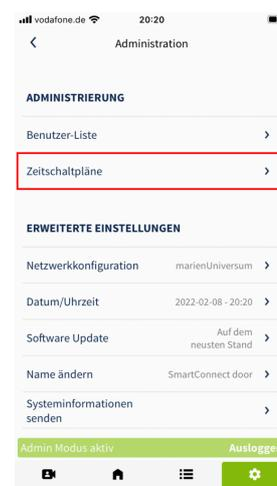 vodafone.de 20:20
Administration
ADMINISTRIERUNG
Benutzer-Liste
Zeitschaltpläne
ERWEITERTE EINSTELLUNGEN
Netzwerkkonfiguration marienUniversum
Datum/Uhrzeit 2022-02-08 - 20:20
Software Update Auf dem
neusten Stand
Name ändern SmartConnect door
Systeminformationen
senden
Admin Modus aktiv Auslogge